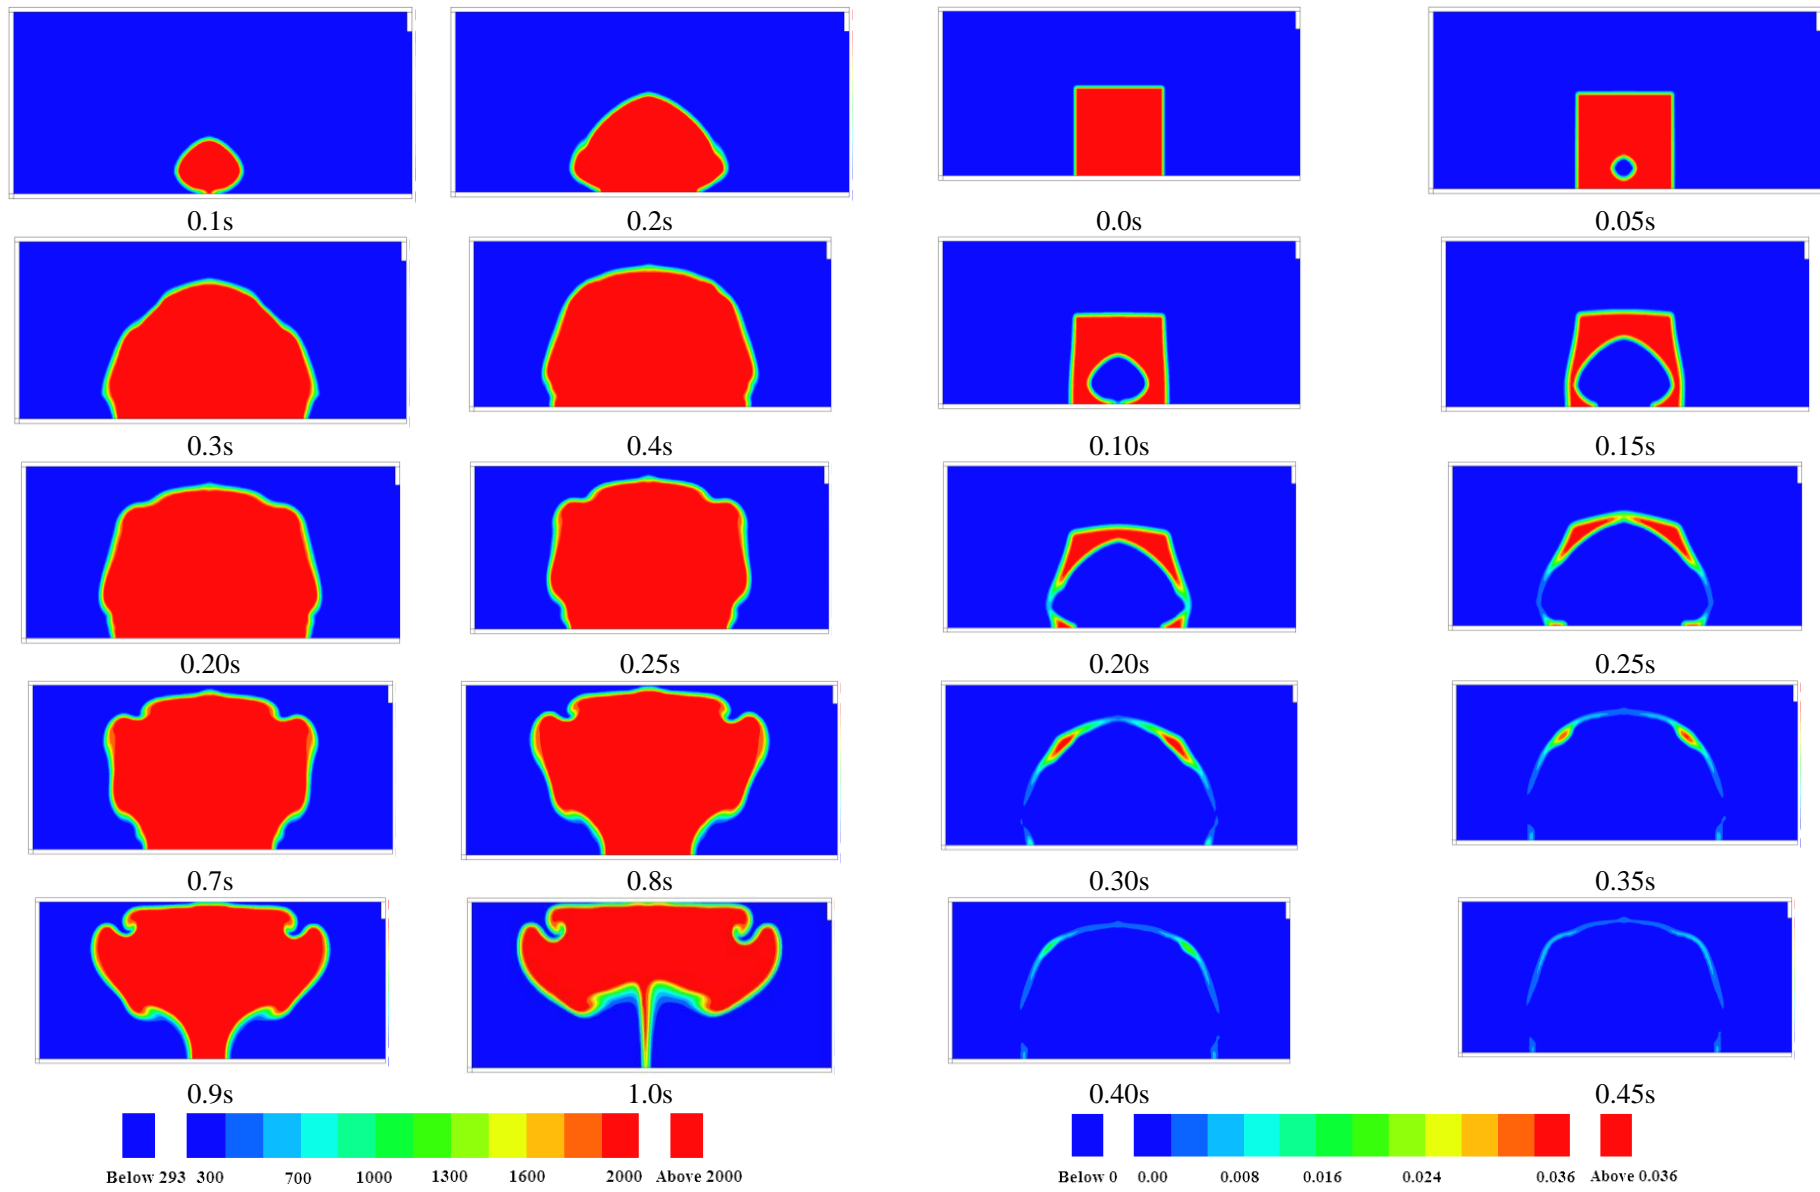 0.1s 0.2s 0.0s 0.05s
0.3s 0.4s 0.10s 0.15s
0.20s 0.25s 0.20s 0.25s
0.7s 0.8s 0.30s 0.35s
0.9s 1.0s 0.40s 0.45s
Below 293 300 700 1000 1300 1600 2000 Above 2000
Below 0 0.00 0.008 0.016 0.024 0.036 Above 0.036